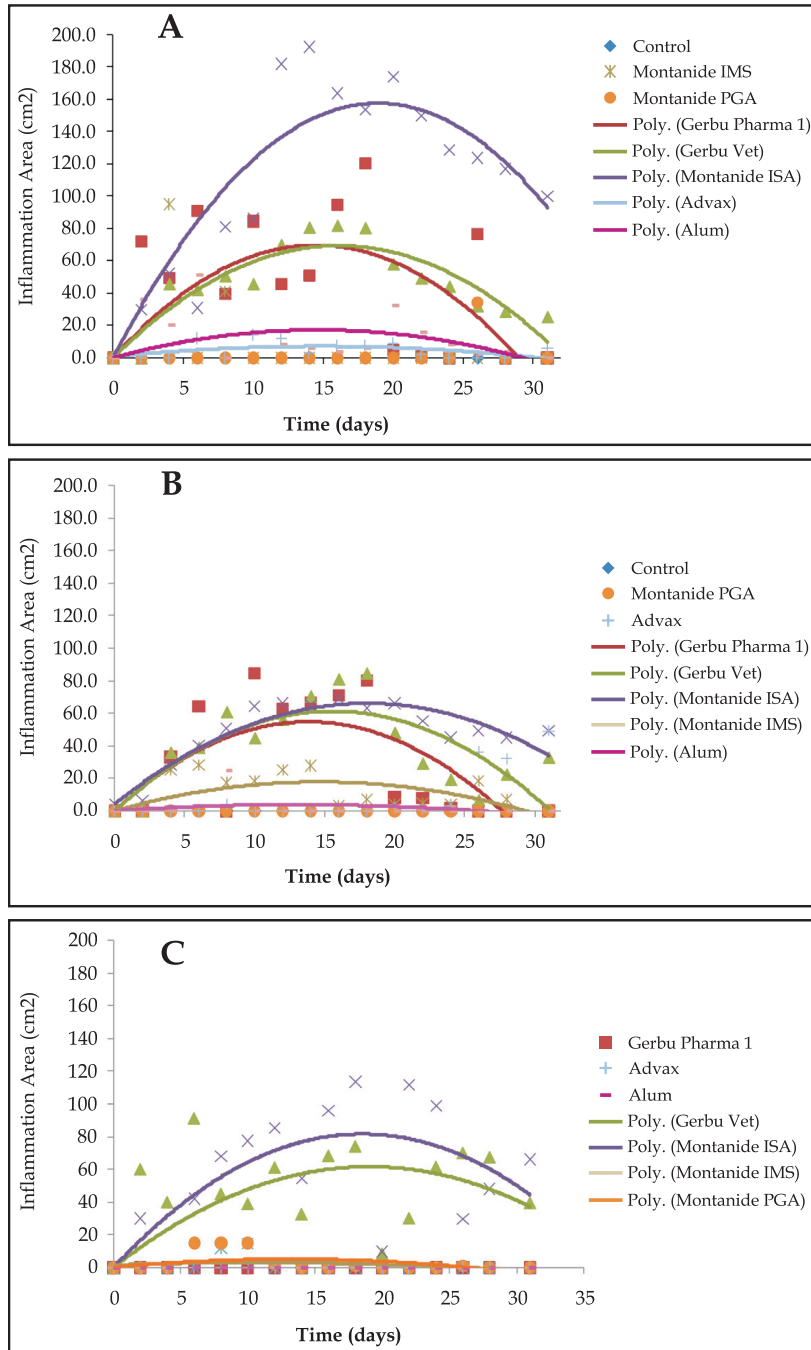 A
200.0
180.0
160.0
140.0
120.0
100.0
80.0
60.0
40.0
20.0
0.0
Inflammation Area (cm2)
0 5 10 15 20 25 30
Time (days)
Control
Montanide IMS
Montanide PGA
Poly. (Gerbu Pharma 1)
Poly. (Gerbu Vet)
Poly. (Montanide ISA)
Poly. (Advax)
Poly. (Alum)
B
200.0
180.0
160.0
140.0
120.0
100.0
80.0
60.0
40.0
20.0
0.0
Inflammation Area (cm2)
0 5 10 15 20 25 30
Time (days)
Control
Montanide PGA
Advax
Poly. (Gerbu Pharma 1)
Poly. (Gerbu Vet)
Poly. (Montanide ISA)
Poly. (Montanide IMS)
Poly. (Alum)
C
200
180
160
140
120
100
80
60
40
20
0
Inflammation Area (cm2)
0 5 10 15 20 25 30 35
Time (days)
Gerbu Pharma 1
Advax
Alum
Poly. (Gerbu Vet)
Poly. (Montanide ISA)
Poly. (Montanide IMS)
Poly. (Montanide PGA)